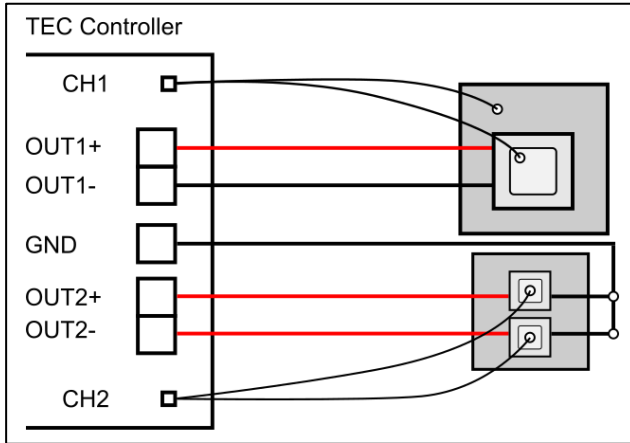 TEC Controller
CH1
OUT1+
OUT1-
GND
OUT2+
OUT2-
CH2